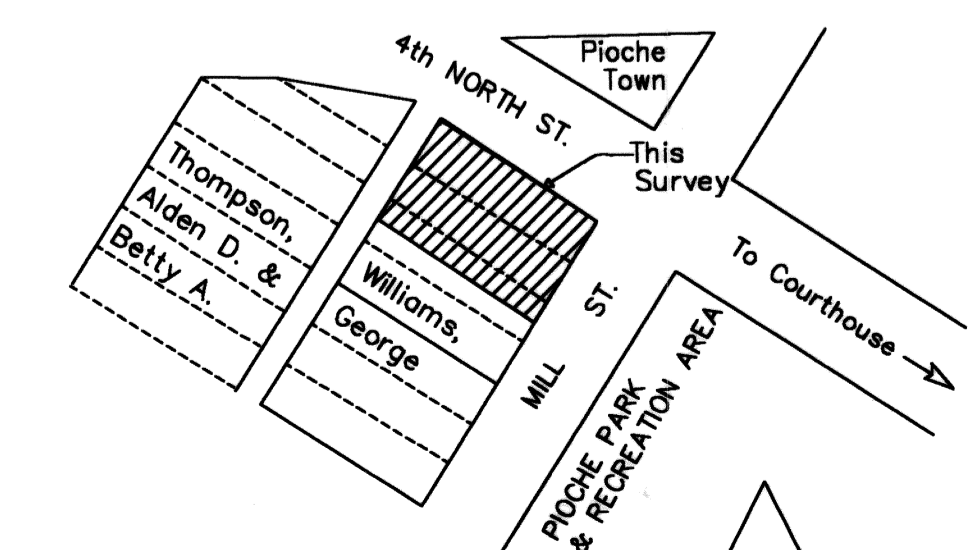 4th NORTH ST.
Pioche
Town
This
Survey
Thompson,
Alden D. &
Betty A.
Williams,
George
To Courthouse
MILL ST.
PIOCHE PARK
& RECREATION AREA